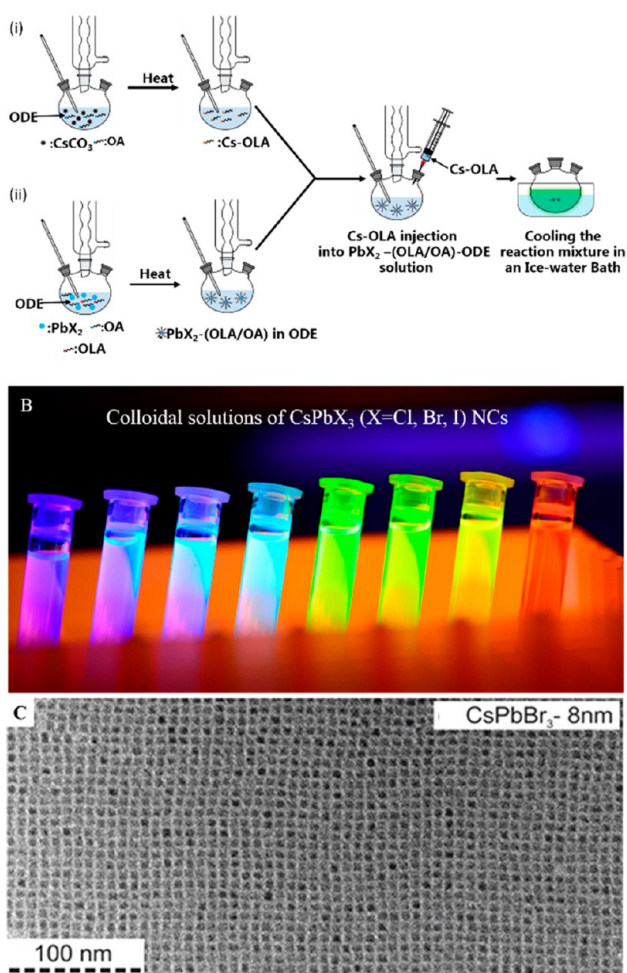 (i)
Heat
ODE
•:CsCO3 ~:OA
~:Cs-OLA
Cs-OLA
(ii)
Heat
ODE
•:PbX2 ~:OA
~:OLA
PbX2-(OLA/OA) in ODE
Cs-OLA injection
into PbX2 –(OLA/OA)-ODE
solution
Cooling the
reaction mixture in
an Ice-water Bath
B
Colloidal solutions of CsPbX3 (X=Cl, Br, I) NCs
C
CsPbBr3- 8nm
100 nm